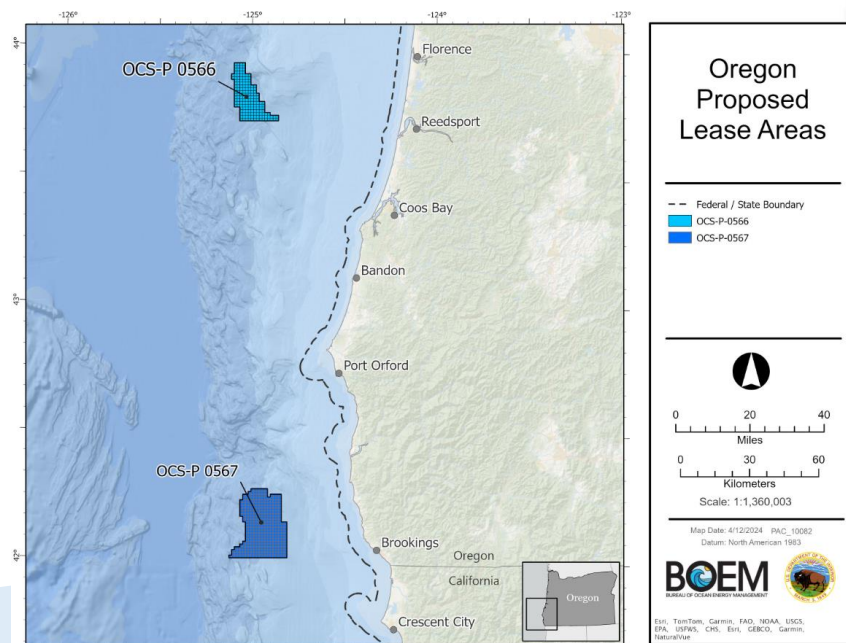 -126°
-125°
-124°
-123°
44°
43°
42°
OCS-P 0566
Florence
Reedsport
Coos Bay
Bandon
Port Orford
OCS-P 0567
Brookings
Oregon
California
Crescent City
Oregon
Oregon
Proposed
Lease Areas
Federal / State Boundary
OCS-P-0566
OCS-P-0567
0 20 40
Miles
0 30 60
Kilometers
Scale: 1:1,360,003
Map Date: 4/12/2024 PAC_10082
Datum: North American 1983
BOEM
BUREAU OF OCEAN ENERGY MANAGEMENT
Esri, TomTom, Garmin, FAO, NOAA, USGS,
EPA, USFWS, CHS, Esri, GEBCO, Garmin,
NaturalVue